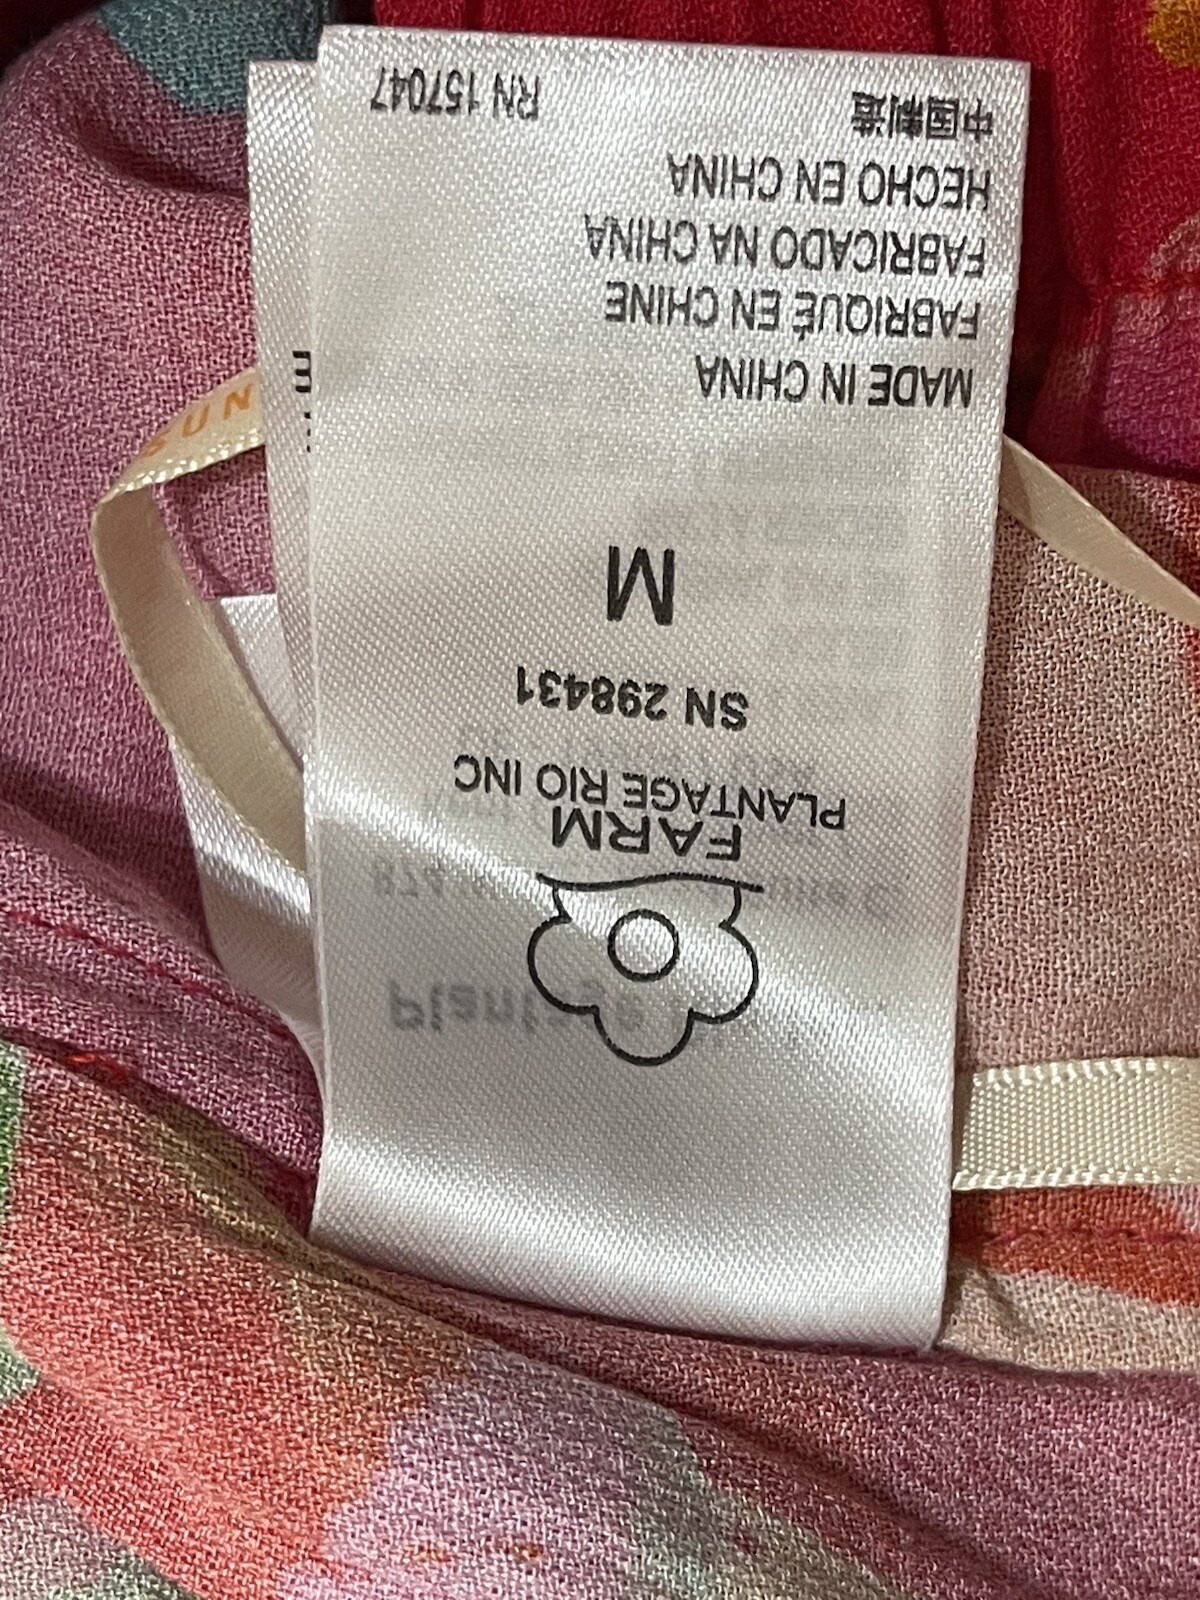 FARM
PLANTAGE RIO INC
SN 298431
M
MADE IN CHINA
FABRIQUÉ EN CHINE
FABRICADO NA CHINA
HECHO EN CHINA
中国制造
RN 157047
SUN